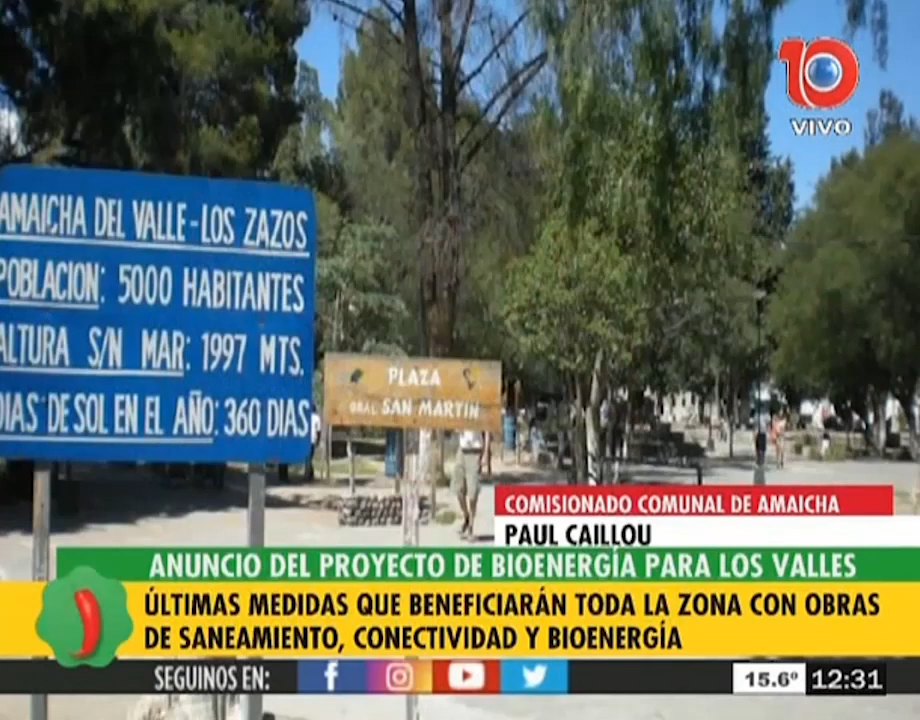 10
VIVO
AMAICHA DEL VALLE - LOS ZAZOS
POBLACION: 5000 HABITANTES
ALTURA S/N MAR: 1997 MTS.
DIAS DE SOL EN EL AÑO: 360 DIAS
PLAZA
GRAL SAN MARTIN
COMISIONADO COMUNAL DE AMAICHA
PAUL CAILLOU
ANUNCIO DEL PROYECTO DE BIOENERGÍA PARA LOS VALLES
ÚLTIMAS MEDIDAS QUE BENEFICIARÁN TODA LA ZONA CON OBRAS
DE SANEAMIENTO, CONECTIVIDAD Y BIOENERGÍA
SEGUINOS EN:
15.6º 12:31